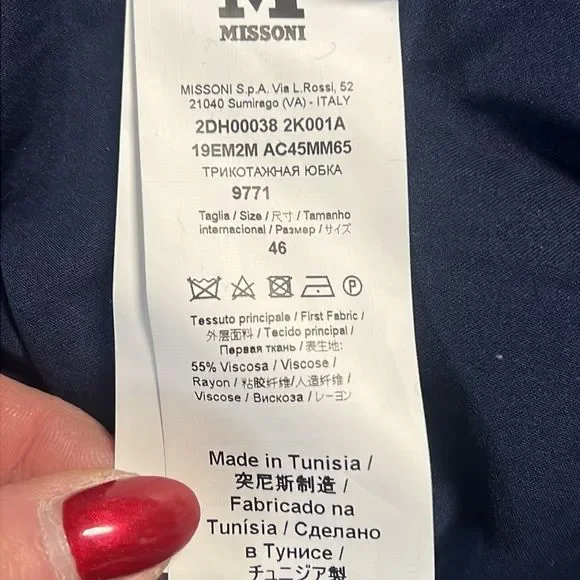 M
MISSONI
MISSONI S.p.A. Via L.Rossi, 52
21040 Sumirago (VA) - ITALY
2DH00038 2K001A
19EM2M AC45MM65
ТРИКОТАЖНАЯ ЮБКА
9771
Taglia / Size / 尺寸 / Tamanho
internacional / Размер / サイズ
46
P
Tessuto principale / First Fabric /
外层面料 / Tecido principal /
Первая ткань / 表生地:
55% Viscosa / Viscose /
Rayon / 粘胶纤维/人造纤维/
Viscose / Вискоза / レーヨン
Made in Tunisia /
突尼斯制造 /
Fabricado na
Tunísia / Сделано
в Тунисе /
チュニジア製